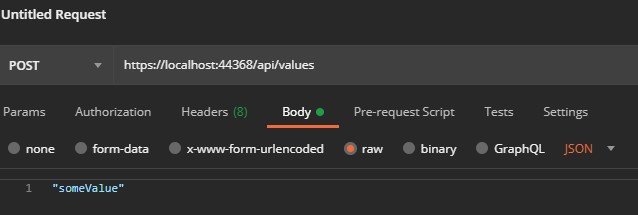 Untitled Request
POST https://localhost:44368/api/values
Params Authorization Headers (8) Body Pre-request Script Tests Settings
none form-data x-www-form-urlencoded raw binary GraphQL JSON
1 "someValue"